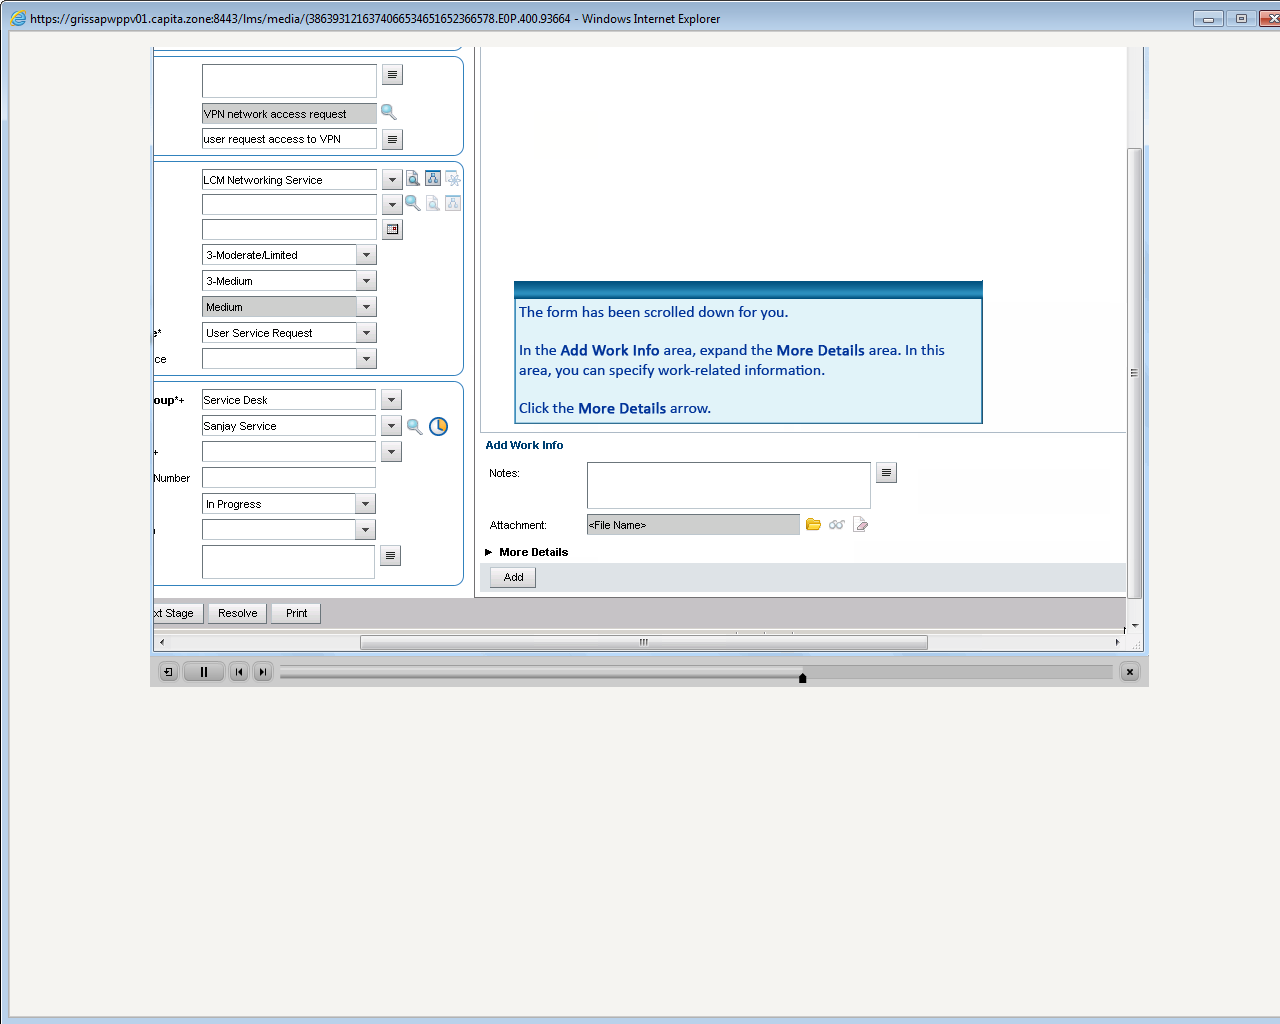 https://grissapwppv01.capita.zone:8443/lms/media/(3863931216374066534651652366578.E0P.400.93664 - Windows Internet Explorer
VPN network access request
user request access to VPN
LCM Networking Service
3-Moderate/Limited
3-Medium
Medium
e*
User Service Request
ce
oup*+
Service Desk
Sanjay Service
+
Number
In Progress
xt Stage
Resolve
Print
The form has been scrolled down for you.
In the Add Work Info area, expand the More Details area. In this
area, you can specify work-related information.
Click the More Details arrow.
Add Work Info
Notes:
Attachment:
<File Name>
More Details
Add